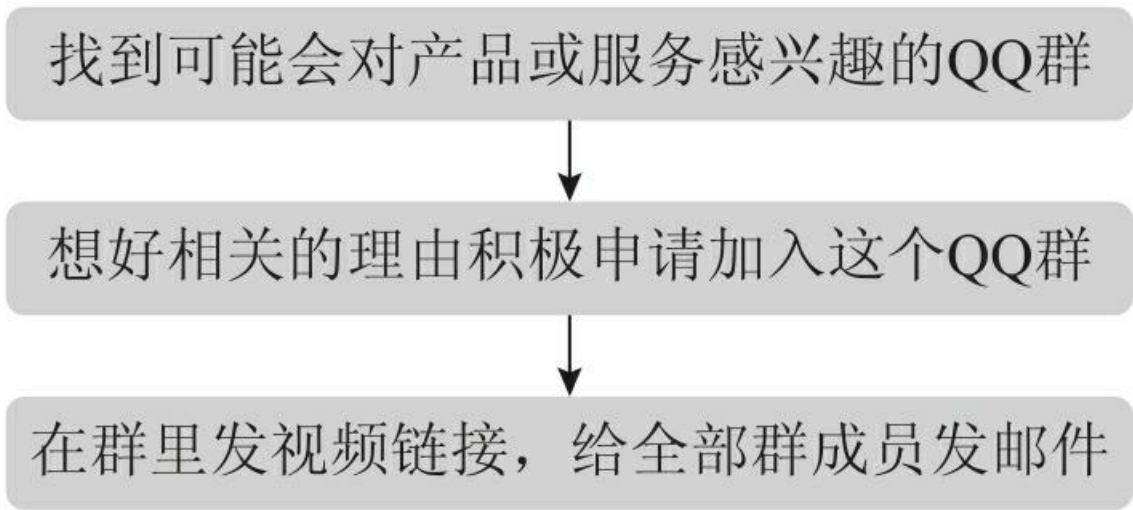 找到可能会对产品或服务感兴趣的QQ群
想好相关的理由积极申请加入这个QQ群
在群里发视频链接，给全部群成员发邮件